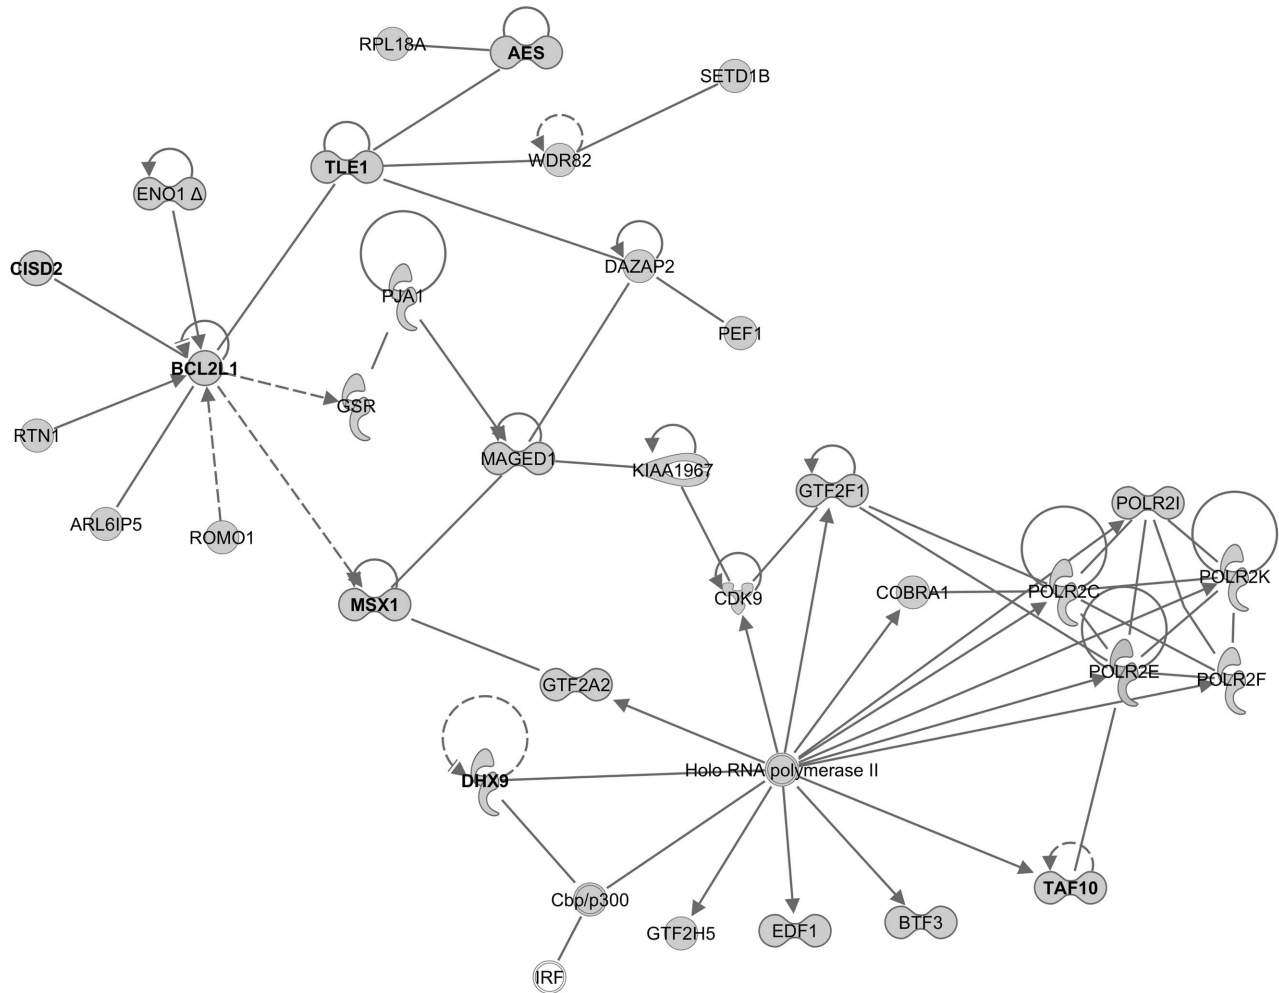 RPL18A
AES
SETD1B
TLE1
WDR82
ENO1 Δ
CISD2
PJA1
DAZAP2
PEF1
BCL2L1
GSR
RTN1
MAGED1
KIAA1967
GTF2F1
POLR2I
ARL6IP5
ROMO1
POLR2K
CDK9
COBRA1
POLR2C
MSX1
POLR2E
POLR2F
GTF2A2
Holo RNA polymerase II
DHX9
TAF10
Cbp/p300
GTF2H5
EDF1
BTF3
IRF